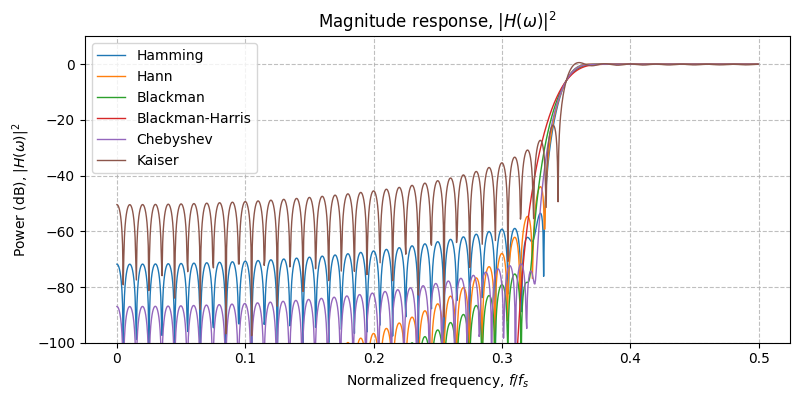 Magnitude response, |H(ω)|²
Hamming
Hann
Blackman
Blackman-Harris
Chebyshev
Kaiser
Power (dB), |H(ω)|²
0
−20
−40
−60
−80
−100
0
0.1
0.2
0.3
0.4
0.5
Normalized frequency, f/fₛ